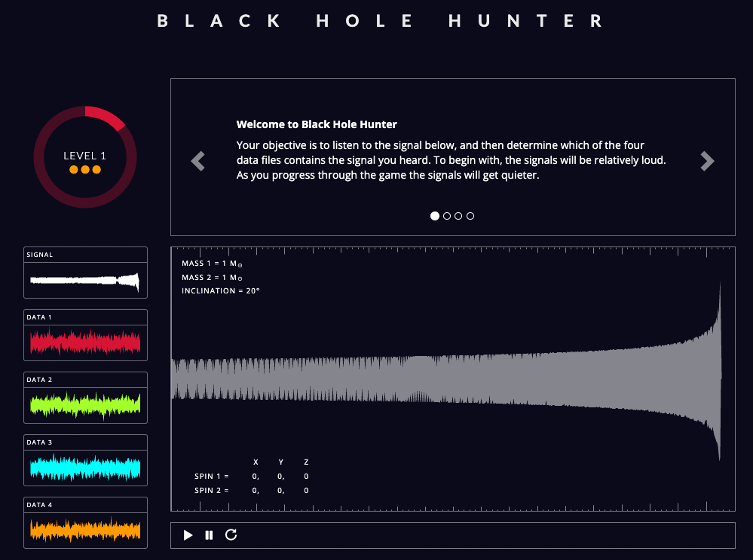 BLACK HOLE HUNTER
LEVEL 1
Welcome to Black Hole Hunter
Your objective is to listen to the signal below, and then determine which of the four
data files contains the signal you heard. To begin with, the signals will be relatively loud.
As you progress through the game the signals will get quieter.
SIGNAL
DATA 1
DATA 2
DATA 3
DATA 4
MASS 1 = 1 M⊙
MASS 2 = 1 M⊙
INCLINATION = 20°
X Y Z
SPIN 1 = 0, 0, 0
SPIN 2 = 0, 0, 0